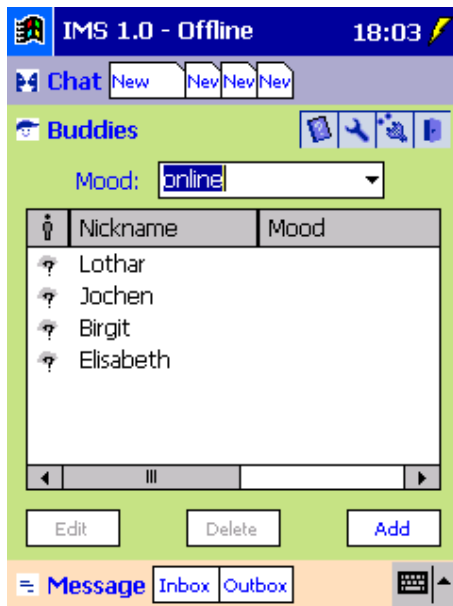 IMS 1.0 - Offline 18:03
Chat New Nev Nev Nev
Buddies
Mood: online
Nickname Mood
Lothar
Jochen
Birgit
Elisabeth
Edit Delete Add
Message Inbox Outbox